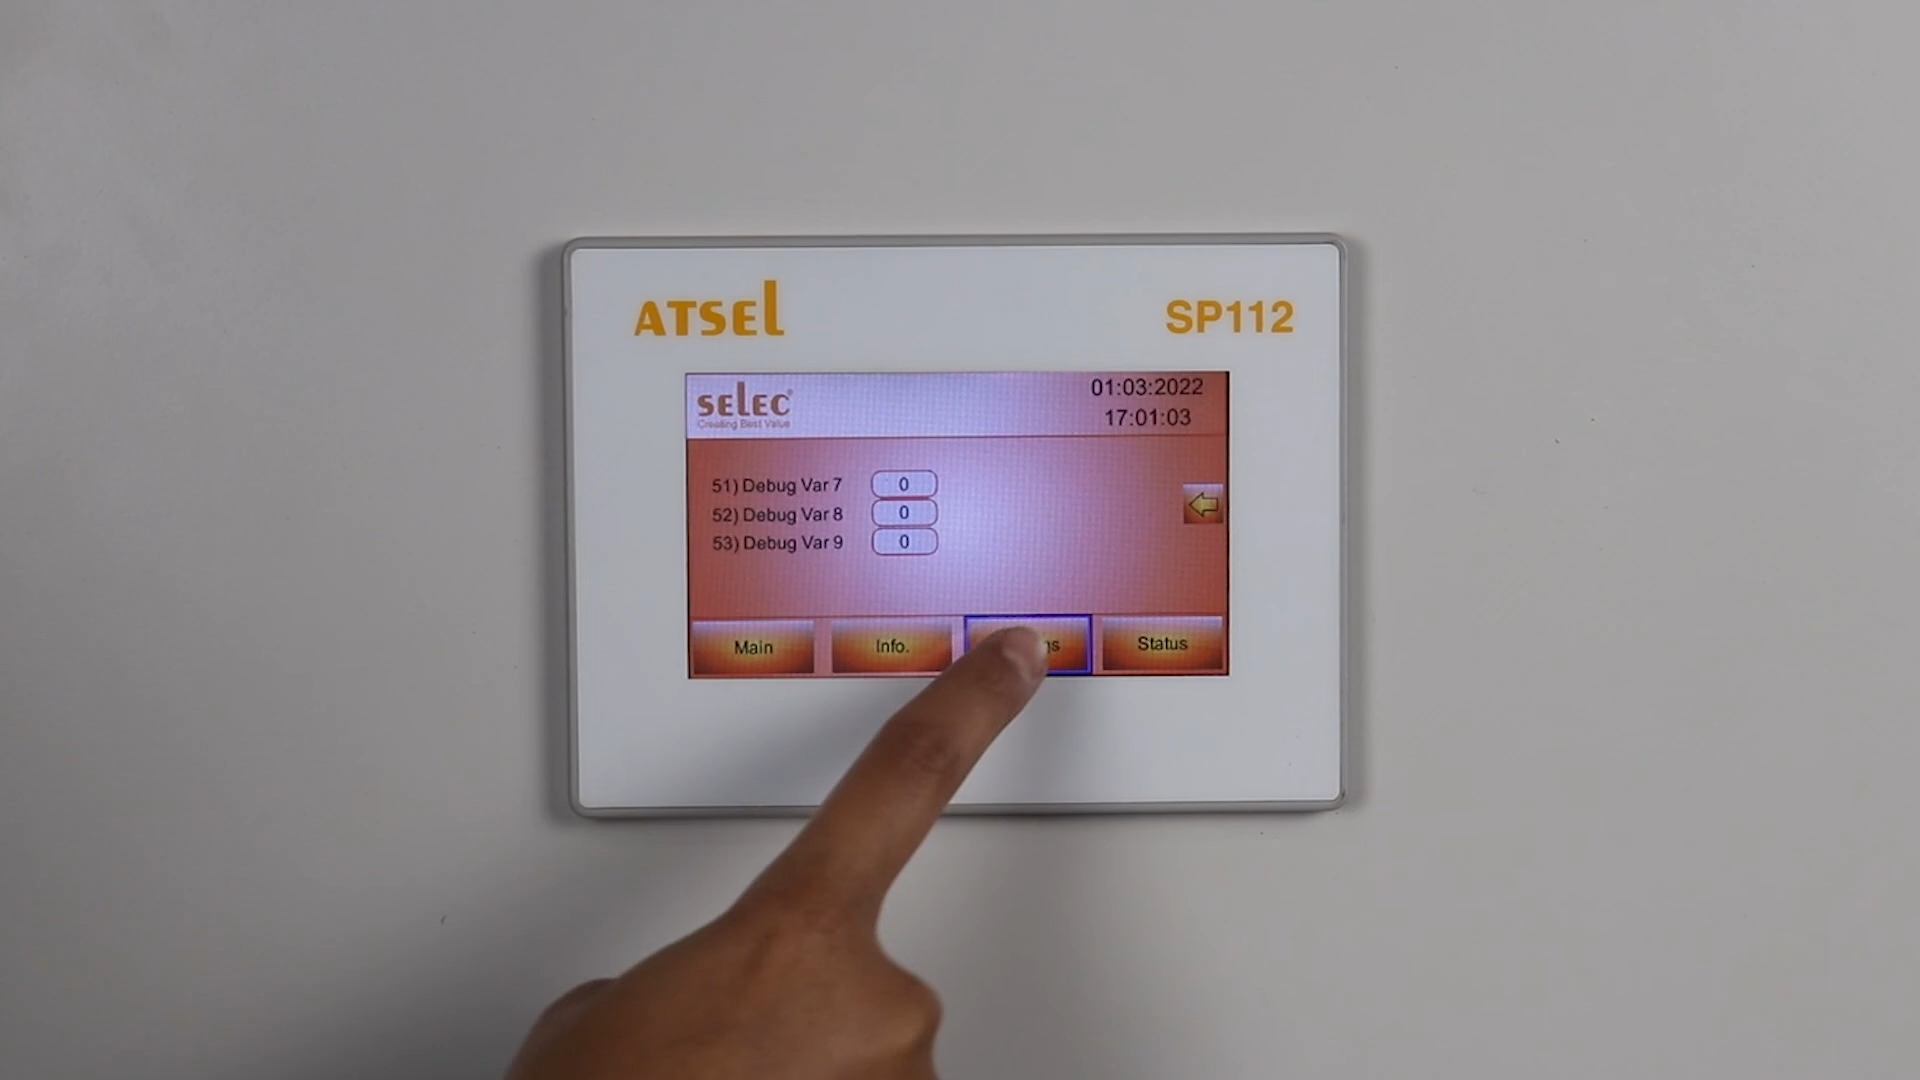 ATSEL
SP112
SELEC®
Creating Best Value
01:03:2022
17:01:03
51) Debug Var 7 0
52) Debug Var 8 0
53) Debug Var 9 0
Main
Info.
Status